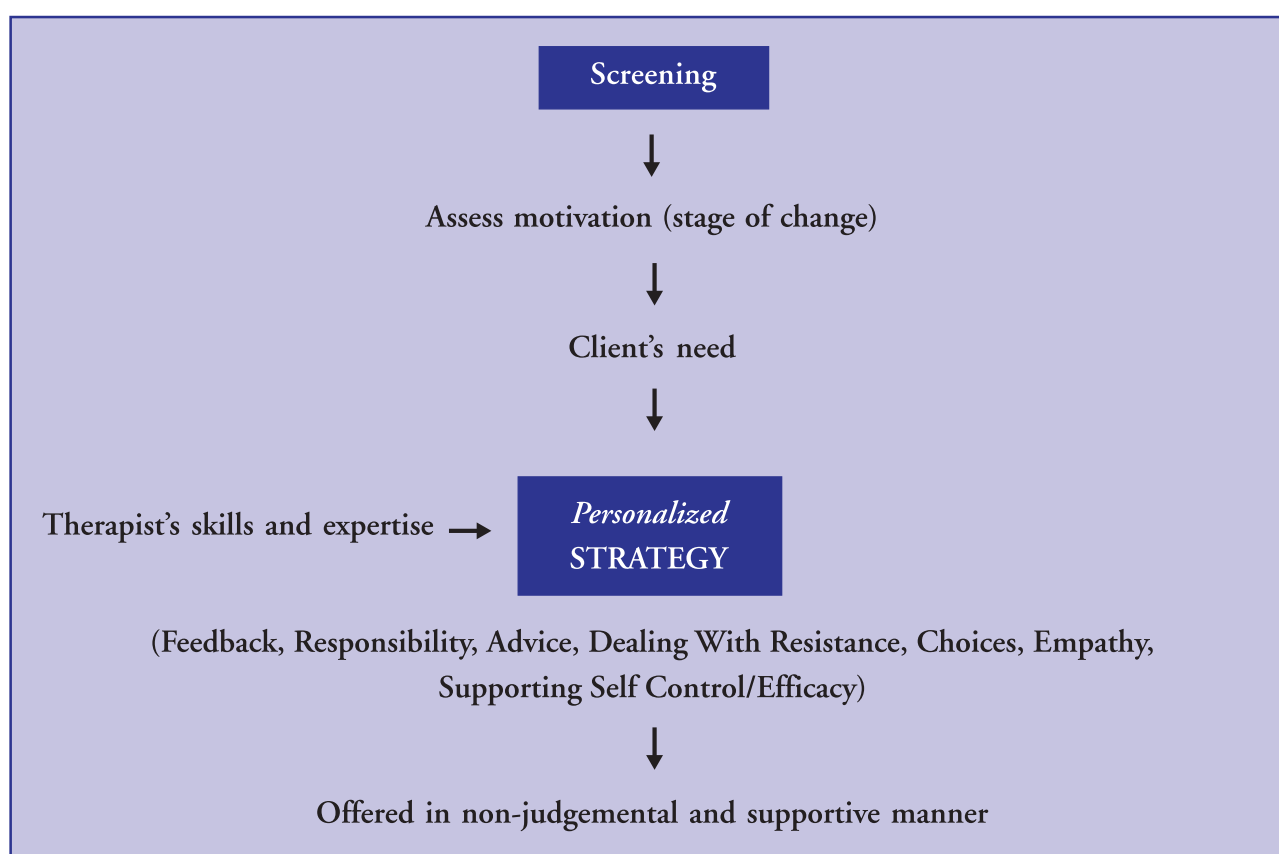 Screening
Assess motivation (stage of change)
Client’s need
Therapist’s skills and expertise
Personalized
STRATEGY
(Feedback, Responsibility, Advice, Dealing With Resistance, Choices, Empathy,
Supporting Self Control/Efficacy)
Offered in non-judgemental and supportive manner